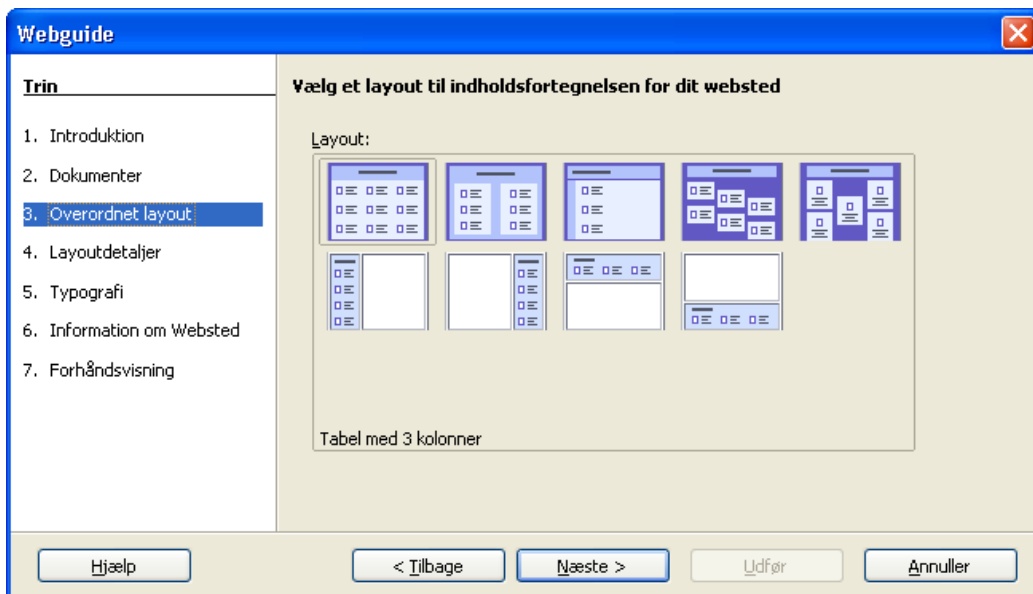 Webguide
Trin
1. Introduktion
2. Dokumenter
3. Overordnet layout
4. Layoutdetaljer
5. Typografi
6. Information om Websted
7. Forhåndsvisning
Vælg et layout til indholdsfortegnelsen for dit websted
Layout:
Tabel med 3 kolonner
Hjælp
< Tilbage
Næste >
Udfør
Annuller